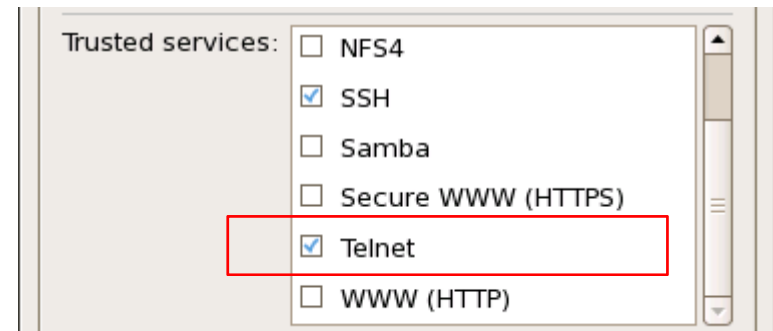 Trusted services:
NFS4
SSH
Samba
Secure WWW (HTTPS)
Telnet
WWW (HTTP)